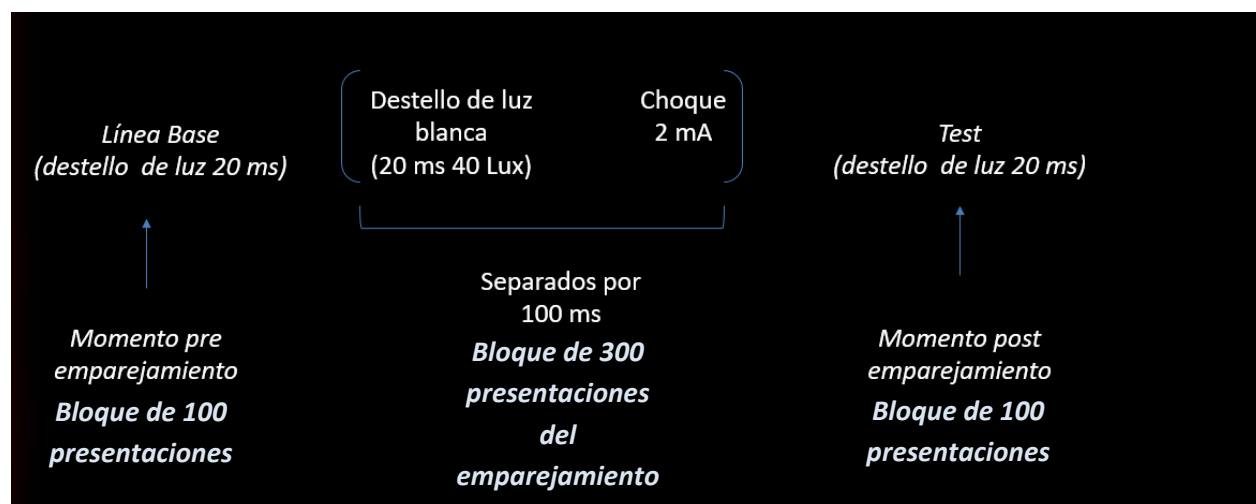 Línea Base
(destello de luz 20 ms)
Momento pre
emparejamiento
Bloque de 100
presentaciones
Destello de luz
blanca
(20 ms 40 Lux)
Choque
2 mA
Separados por
100 ms
Bloque de 300
presentaciones
del
emparejamiento
Test
(destello de luz 20 ms)
Momento post
emparejamiento
Bloque de 100
presentaciones